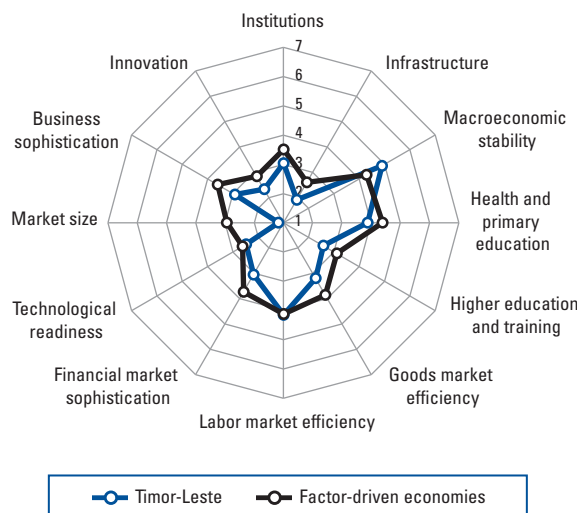 Institutions
7
6
5
4
3
2
1
Infrastructure
Macroeconomic
stability
Health and
primary
education
Higher education
and training
Goods market
efficiency
Labor market efficiency
Financial market
sophistication
Technological
readiness
Market size
Business
sophistication
Innovation
Timor-Leste
Factor-driven economies